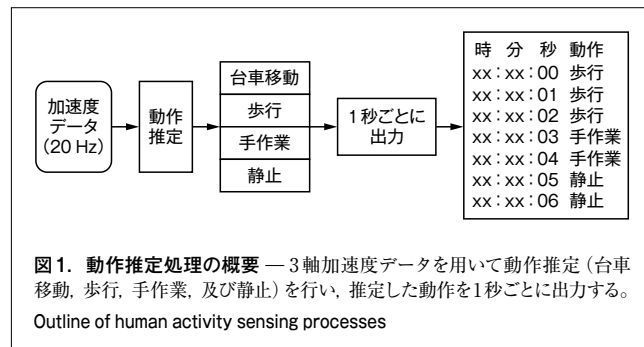 加速度
データ
(20 Hz)
動作
推定
台車移動
歩行
手作業
静止
1秒ごとに
出力
時 分 秒 動作
xx:xx:00 歩行
xx:xx:01 歩行
xx:xx:02 歩行
xx:xx:03 手作業
xx:xx:04 手作業
xx:xx:05 静止
xx:xx:06 静止
図1. 動作推定処理の概要 — 3軸加速度データを用いて動作推定(台車
移動,歩行,手作業,及び静止)を行い,推定した動作を1秒ごとに出力する。
Outline of human activity sensing processes